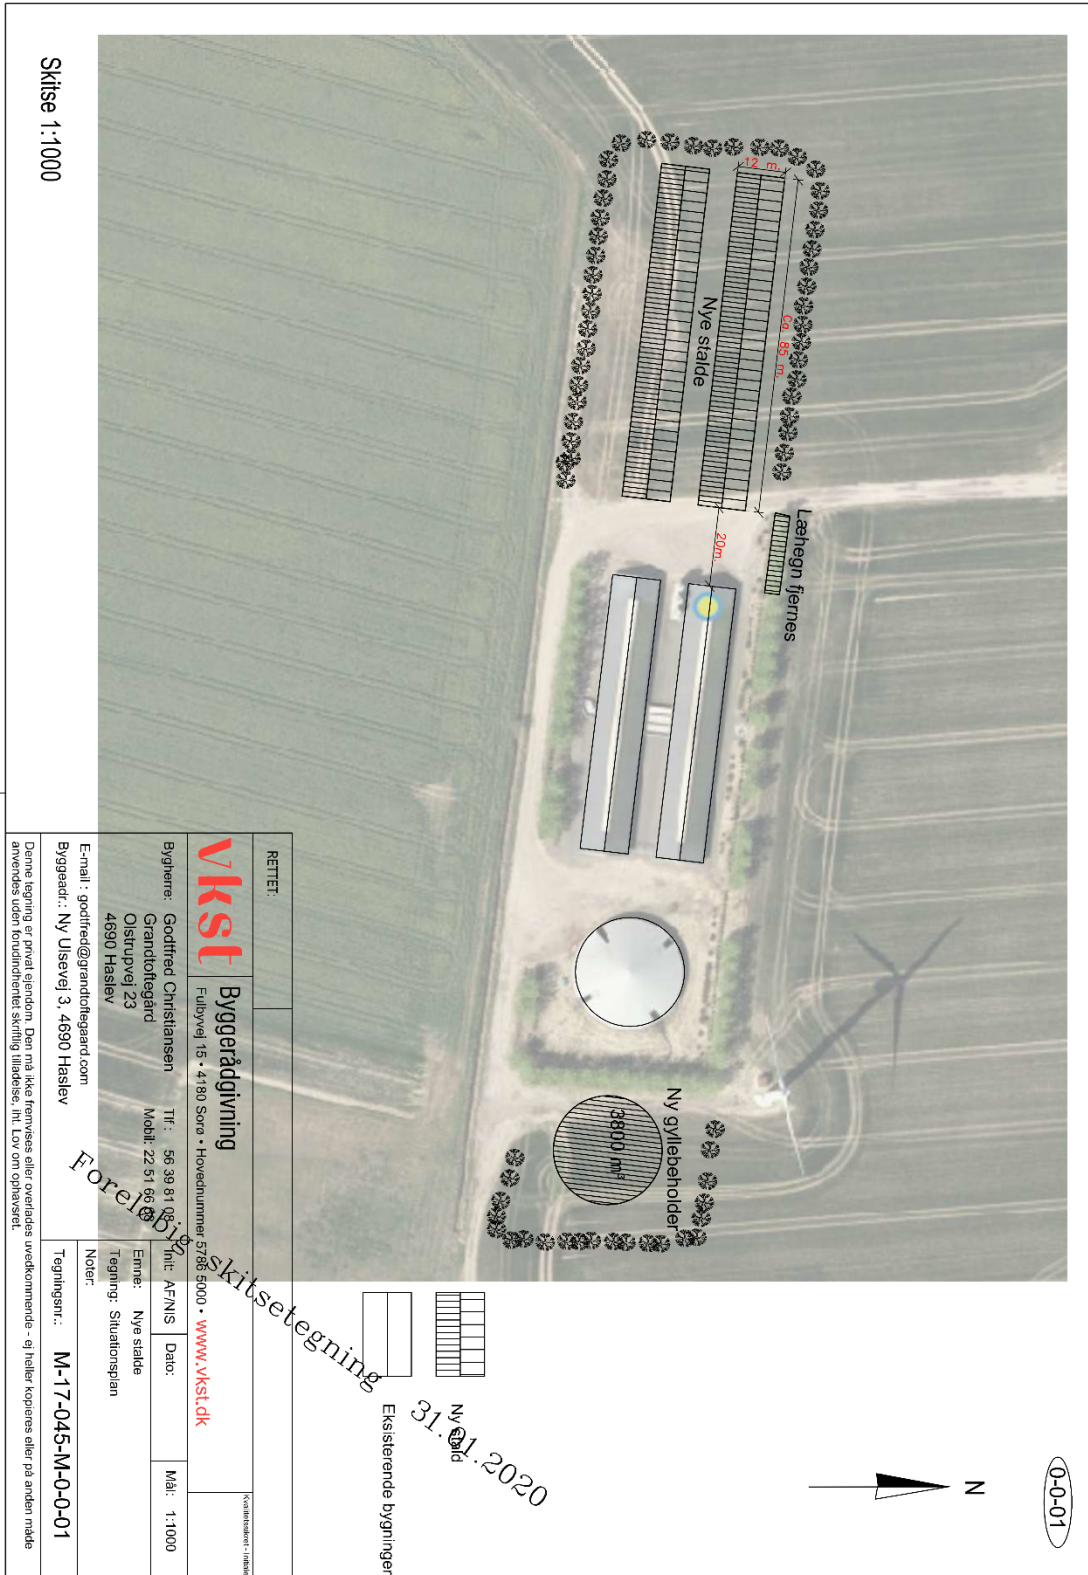 0-0-01
N
Skitse 1:1000
12 m.
Ca. 85 m.
Nye stalde
20m.
Læhegn fjernes
Ny gyllebeholder
3800 m³
Ny stald
Eksisterende bygninger
Foreløbig skitsetegning 31.01.2020
RETTET:
vkst
Byggerådgivning
Fulbyvej 15 • 4180 Sorø • Hovednummer 5786 5000 • www.vkst.dk
Kvalitetssikret - Initialer
Bygherre: Godtfred Christiansen Tlf.: 56 39 81 08
Grandtoftegård Mobil: 22 51 66
Olstrupvej 23
4690 Haslev
E-mail : godtfred@grandtoftegaard.com
Byggeadr.: Ny Ulsevej 3, 4690 Haslev
Init: AF/NIS
Dato:
Mål: 1:1000
Emne: Nye stalde
Tegning: Situationsplan
Noter:
Tegningsnr.: M-17-045-M-0-0-01
Denne tegning er privat ejendom. Den må ikke fremvises eller overlades uvedkommende - ej heller kopieres eller på anden måde
anvendes uden forudindhentet skriftlig tilladelse, iht. Lov om ophavsret.